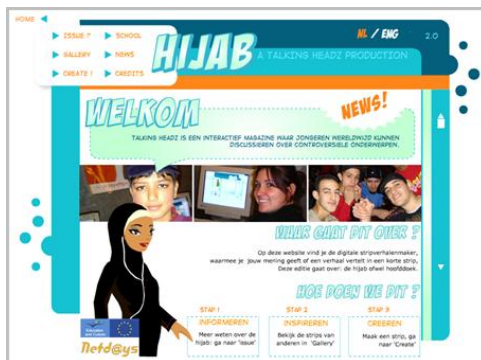 HOME
ISSUE ?
SCHOOL
GALLERY
NEWS
CREATE !
CREDITS
HIJAB
A TALKING HEADZ PRODUCTION
NL / ENG
2.0
WELKOM
NEWS!
TALKING HEADZ IS EEN INTERACTIEF MAGAZINE WAAR JONGEREN WERELDWIJD KUNNEN
DISCUSSIEREN OVER CONTROVERSIELE ONDERWERPEN.
WAAR GAAT DIT OVER ?
Op deze website vind je de digitale stripverhalenmaker,
waarmee je jouw mening geeft of een verhaal vertelt in een korte strip,
Deze editie gaat over: de hijab ofwel hoofddoek.
HOE DOEN WE DIT ?
STAP 1
INFORMEREN
Meer weten over de
hijab: ga naar 'issue'
STAP 2
INSPIREREN
Bekijk de strips van
anderen in 'Gallery'
STAP 3
CREËREN
Maak een strip, ga
naar 'Create'
Netd@ys